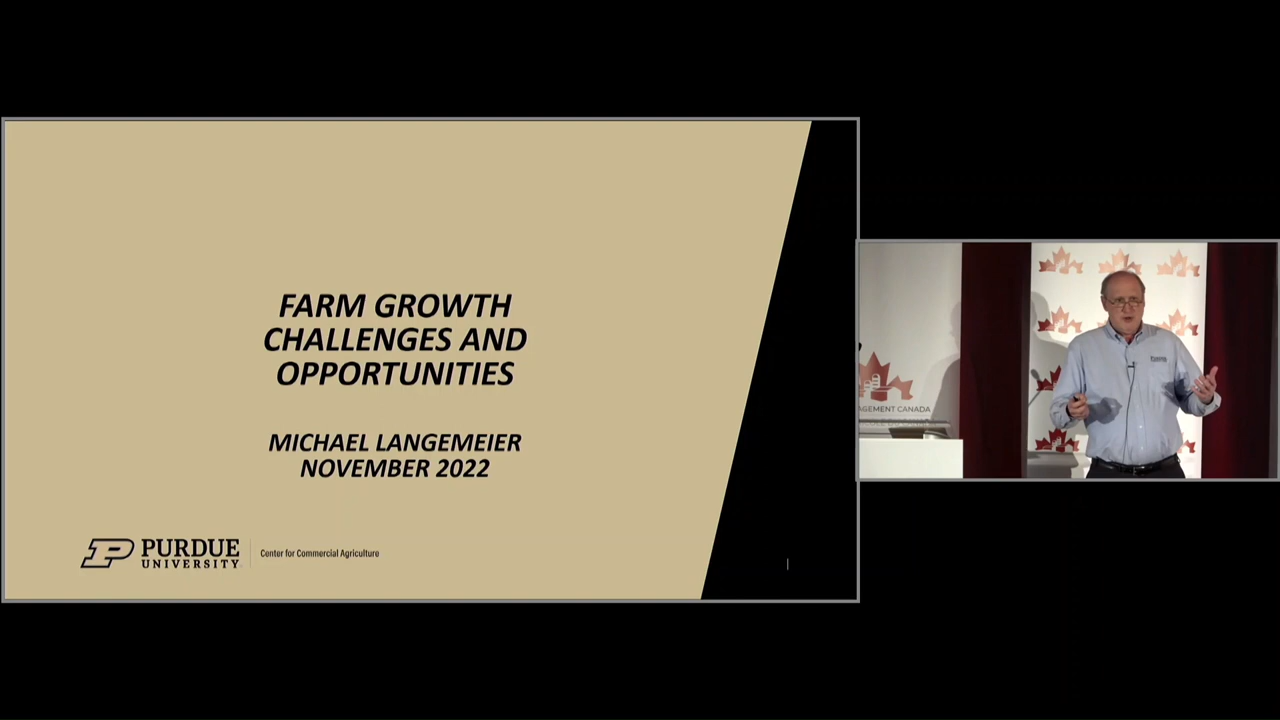 FARM GROWTH
CHALLENGES AND
OPPORTUNITIES
MICHAEL LANGEMEIER
NOVEMBER 2022
PURDUE
UNIVERSITY
Center for Commercial Agriculture
AGEMENT CANADA